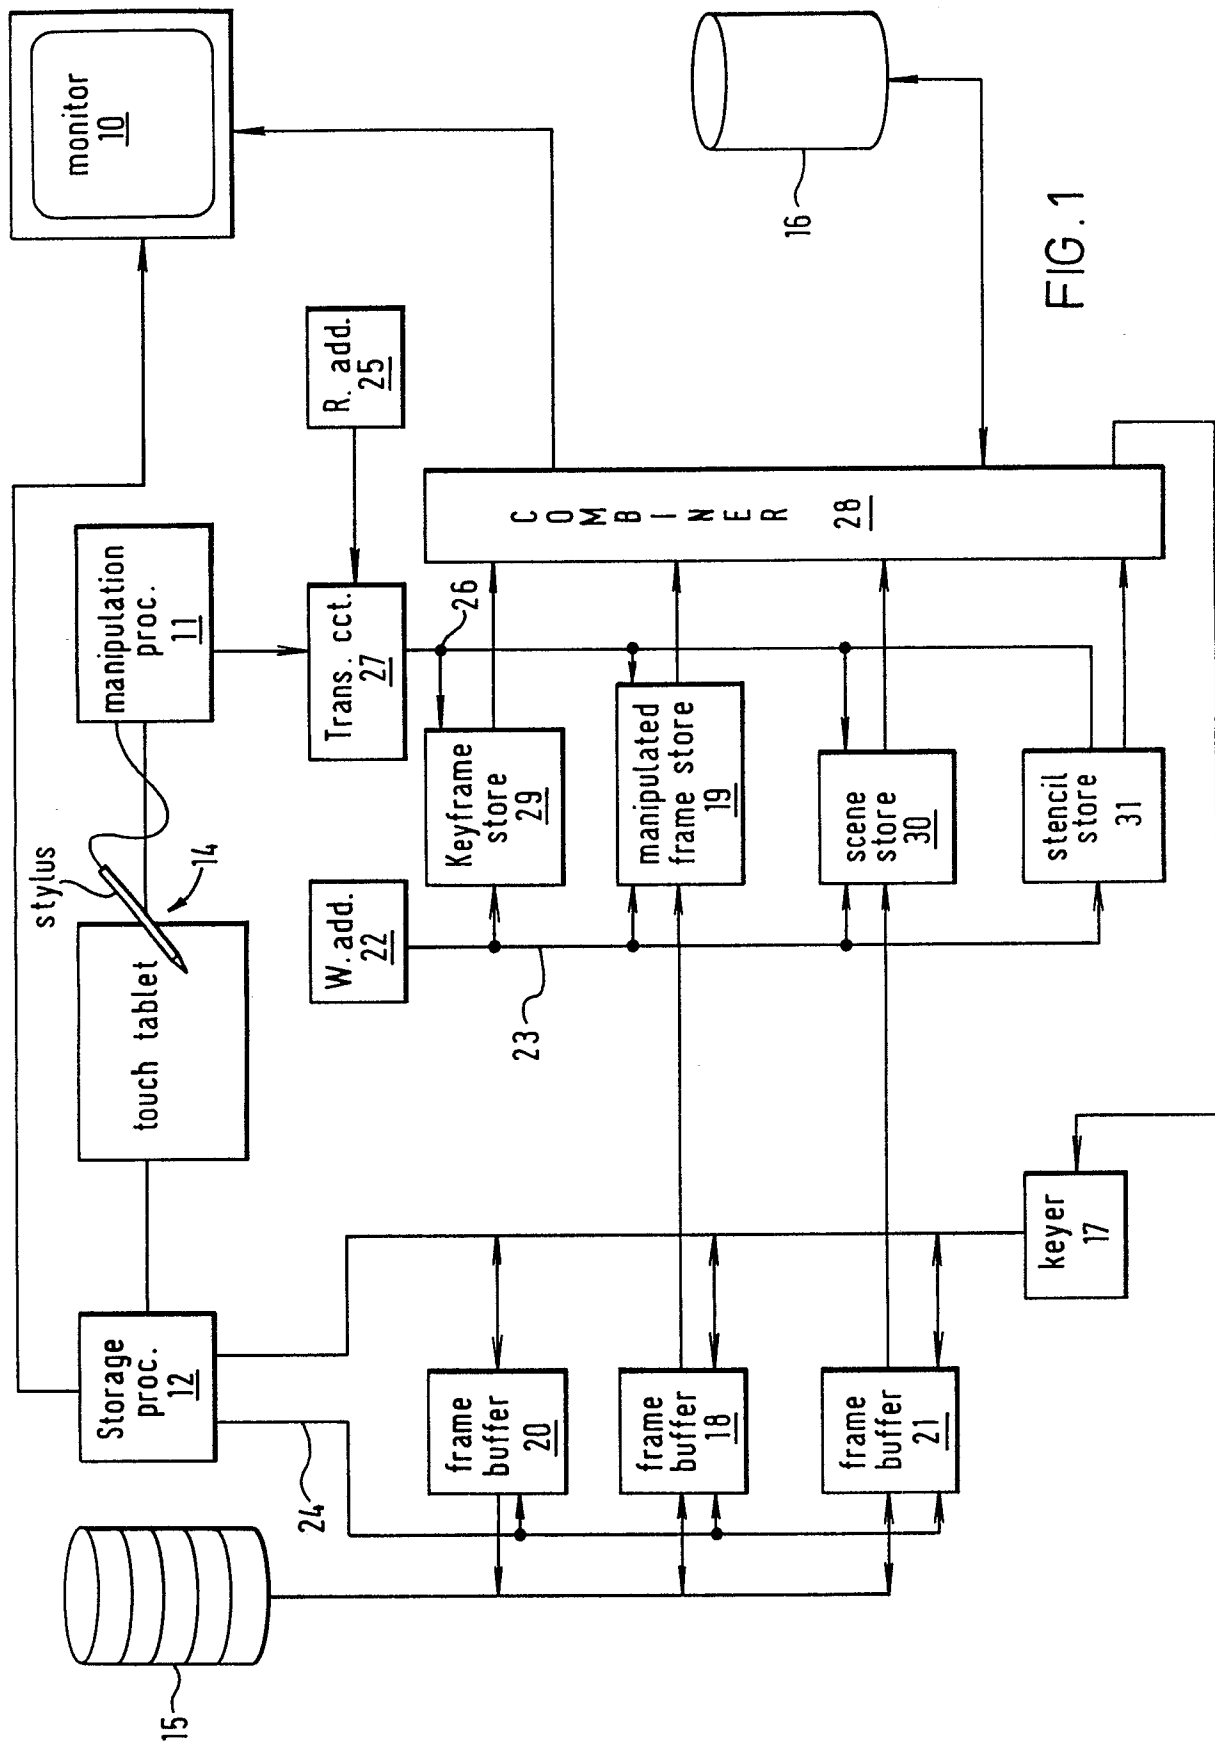 15
Storage
proc.
12
24
touch tablet
stylus
14
manipulation
proc.
11
monitor
10
W. add.
22
23
Trans. cct.
27
R. add.
25
26
frame
buffer
20
frame
buffer
18
frame
buffer
21
keyer
17
Keyframe
store
29
manipulated
frame store
19
scene
store
30
stencil
store
31
COMBINER
28
16
FIG. 1